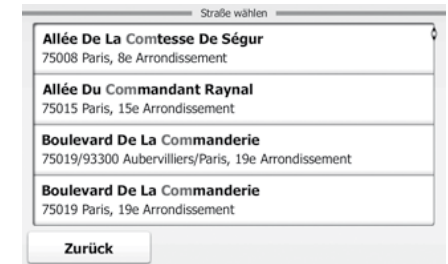 Straße wählen
Allée De La Comtesse De Ségur
75008 Paris, 8e Arrondissement
Allée Du Commandant Raynal
75015 Paris, 15e Arrondissement
Boulevard De La Commanderie
75019/93300 Aubervilliers/Paris, 19e Arrondissement
Boulevard De La Commanderie
75019 Paris, 19e Arrondissement
Zurück